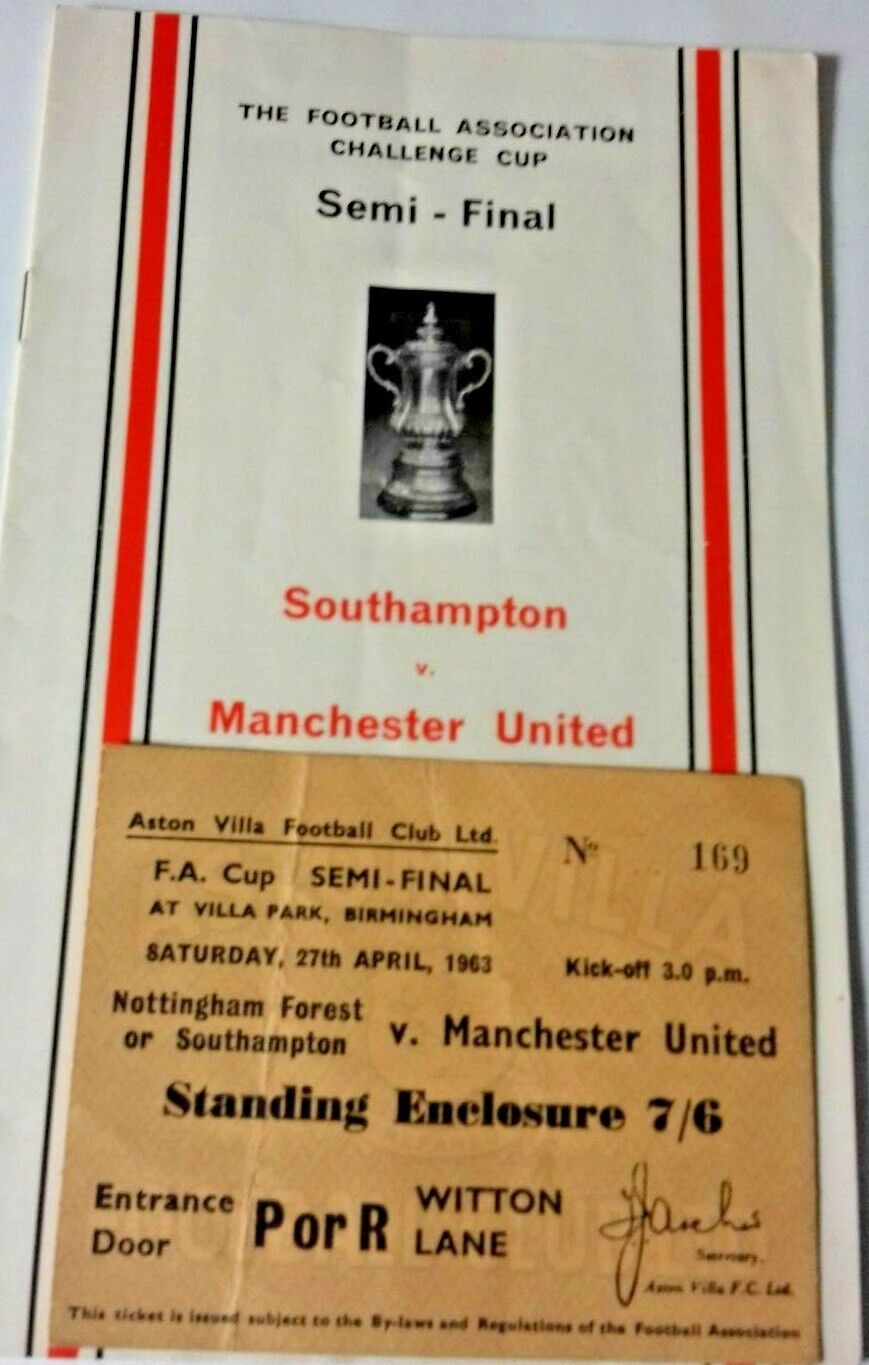 THE FOOTBALL ASSOCIATION
CHALLENGE CUP
Semi - Final
Southampton
v.
Manchester United
Aston Villa Football Club Ltd.
Nº 169
F.A. Cup SEMI-FINAL
AT VILLA PARK, BIRMINGHAM
SATURDAY, 27th APRIL, 1963 Kick-off 3.0 p.m.
Nottingham Forest
or Southampton v. Manchester United
Standing Enclosure 7/6
Entrance
Door P or R WITTON
LANE
Secretary.
Aston Villa F.C. Ltd.
This ticket is issued subject to the By-laws and Regulations of the Football Association